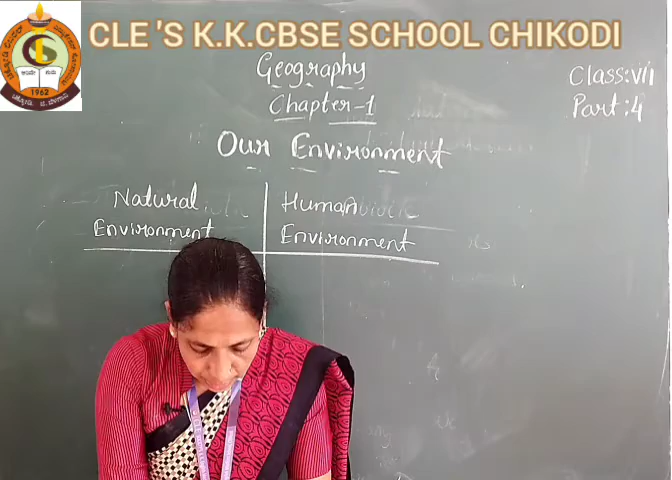 CLE 'S K.K.CBSE SCHOOL CHIKODI
1962
Geography
Class:VII
Chapter-1
Part:4
Our Environment
Natural Environment
Human Environment